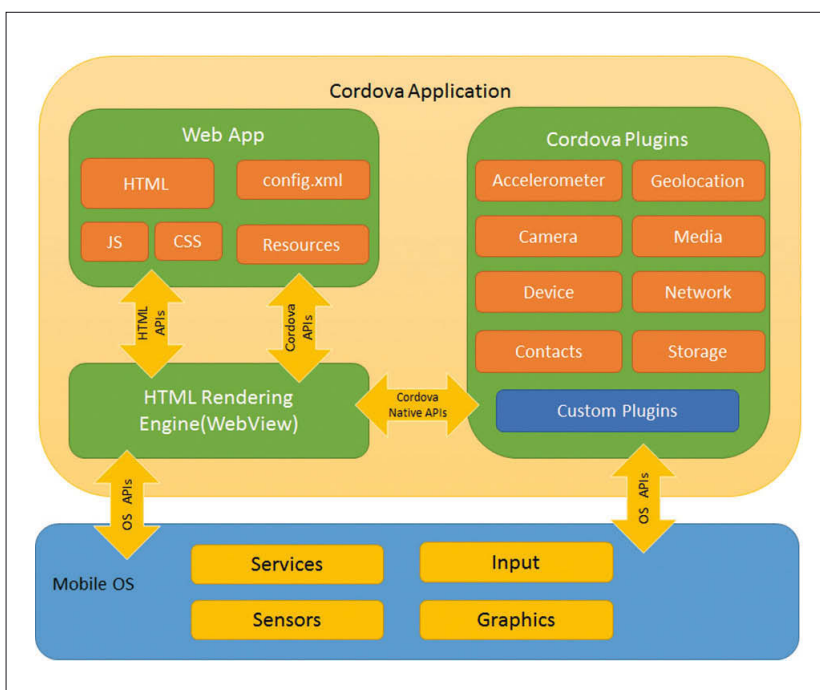 Cordova Application
Web App
HTML
config.xml
JS
CSS
Resources
HTML
APIs
Cordova
APIs
HTML Rendering
Engine(WebView)
Cordova
Native APIs
Cordova Plugins
Accelerometer
Geolocation
Camera
Media
Device
Network
Contacts
Storage
Custom Plugins
OS APIs
OS APIs
Mobile OS
Services
Input
Sensors
Graphics